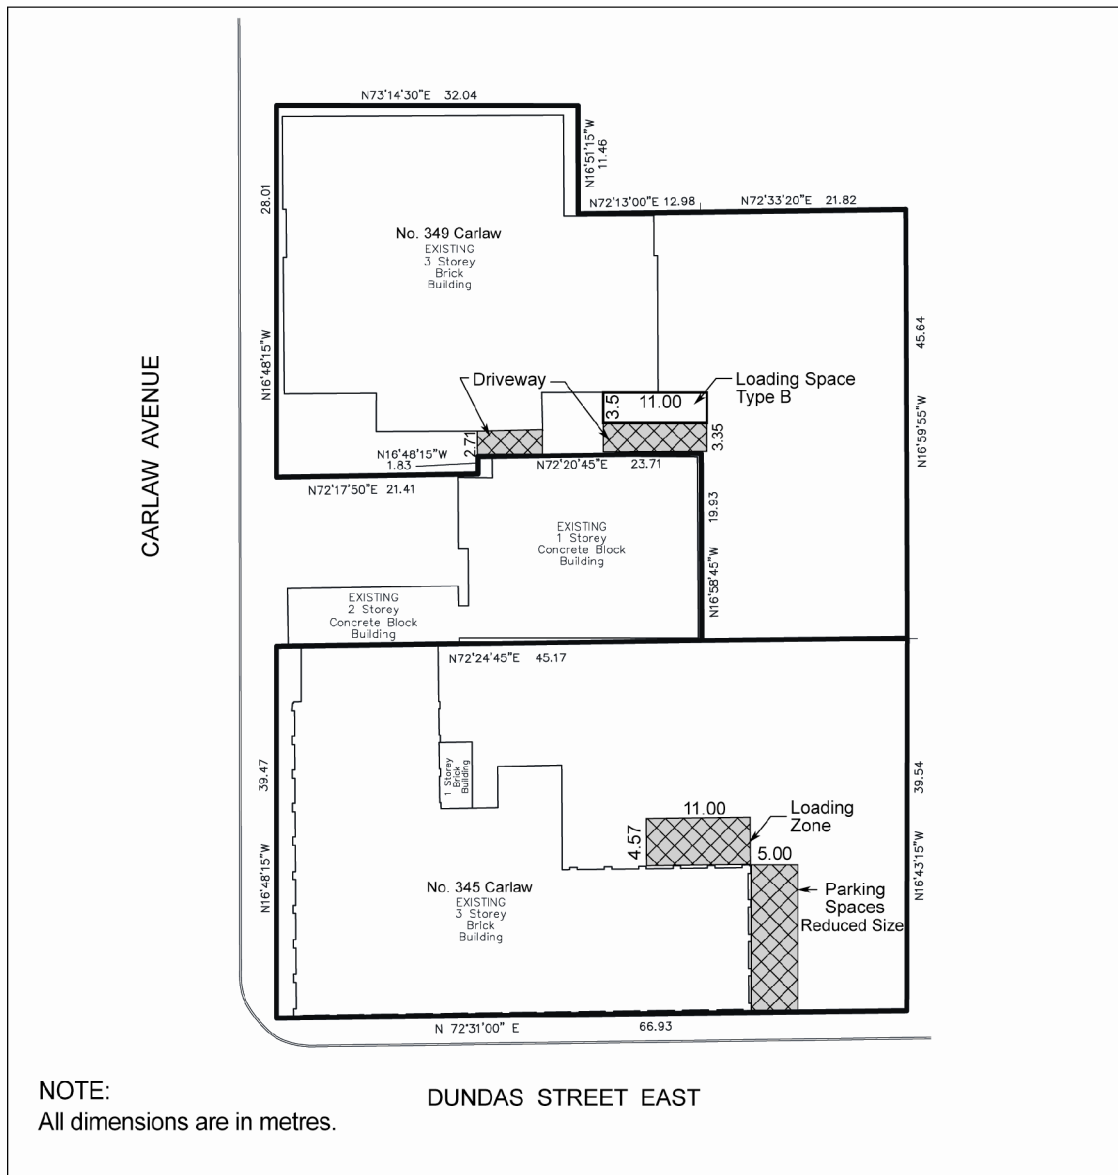 N73°14'30"E 32.04
N16°51'15"W
11.46
N72°13'00"E 12.98
N72°33'20"E 21.82
28.01
N16°48'15"W
No. 349 Carlaw
EXISTING
3 Storey
Brick
Building
45.64
N16°59'55"W
CARLAW AVENUE
Driveway
Loading Space
Type B
3.5
11.00
2.71
3.35
N16°48'15"W
1.83
N72°20'45"E 23.71
N72°17'50"E 21.41
19.93
N16°58'45"W
EXISTING
1 Storey
Concrete Block
Building
EXISTING
2 Storey
Concrete Block
Building
N72°24'45"E 45.17
39.47
N16°48'15"W
1 Storey
Brick
Building
39.54
N16°43'15"W
11.00
Loading
Zone
4.57
5.00
No. 345 Carlaw
EXISTING
3 Storey
Brick
Building
Parking
Spaces
Reduced Size
N 72°31'00" E 66.93
NOTE:
All dimensions are in metres.
DUNDAS STREET EAST